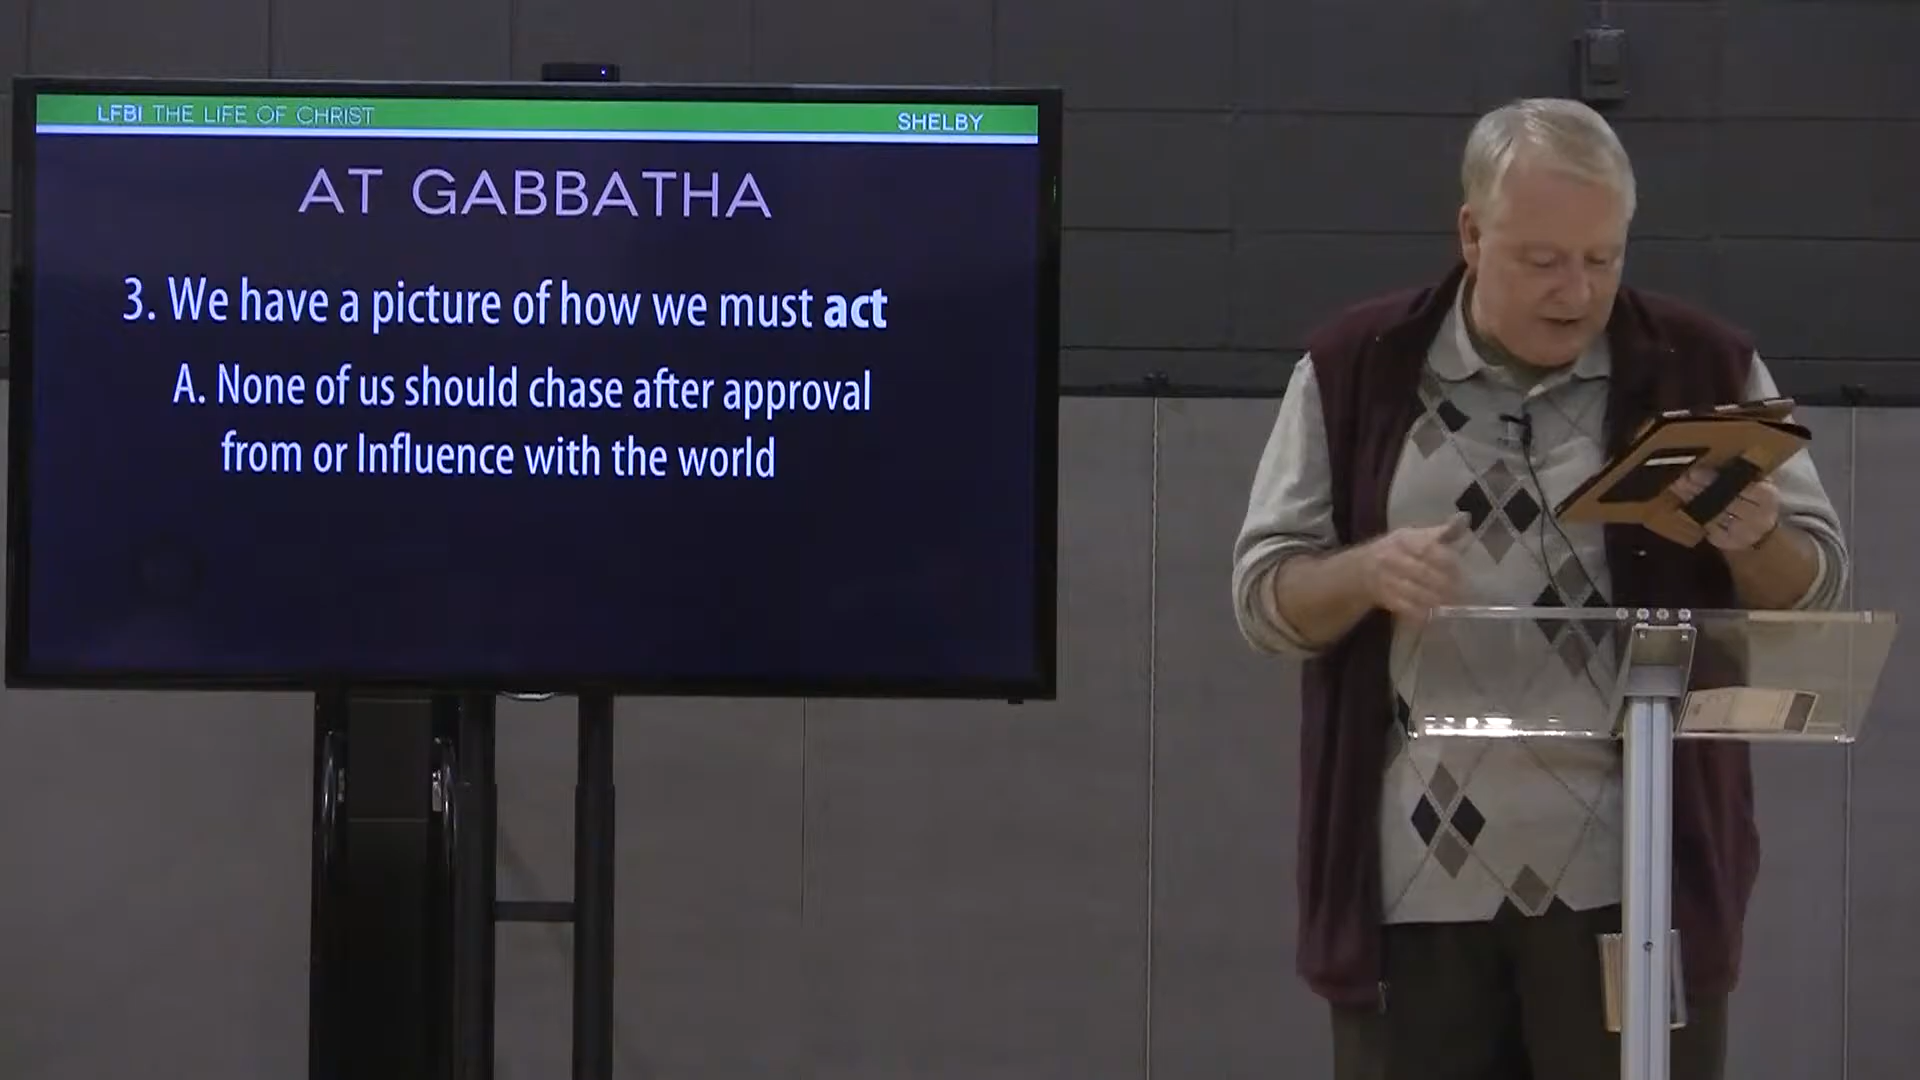 LFBI THE LIFE OF CHRIST
SHELBY
AT GABBATHA
3. We have a picture of how we must act
A. None of us should chase after approval
from or Influence with the world